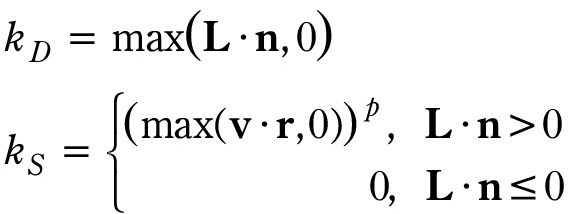 k_D = max(L · n, 0)
k_S = { (max(v · r, 0))^p, L · n > 0
0, L · n ≤ 0